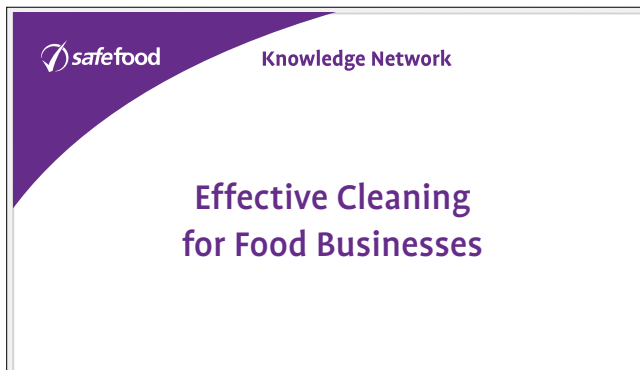 safefood
Knowledge Network
Effective Cleaning
for Food Businesses